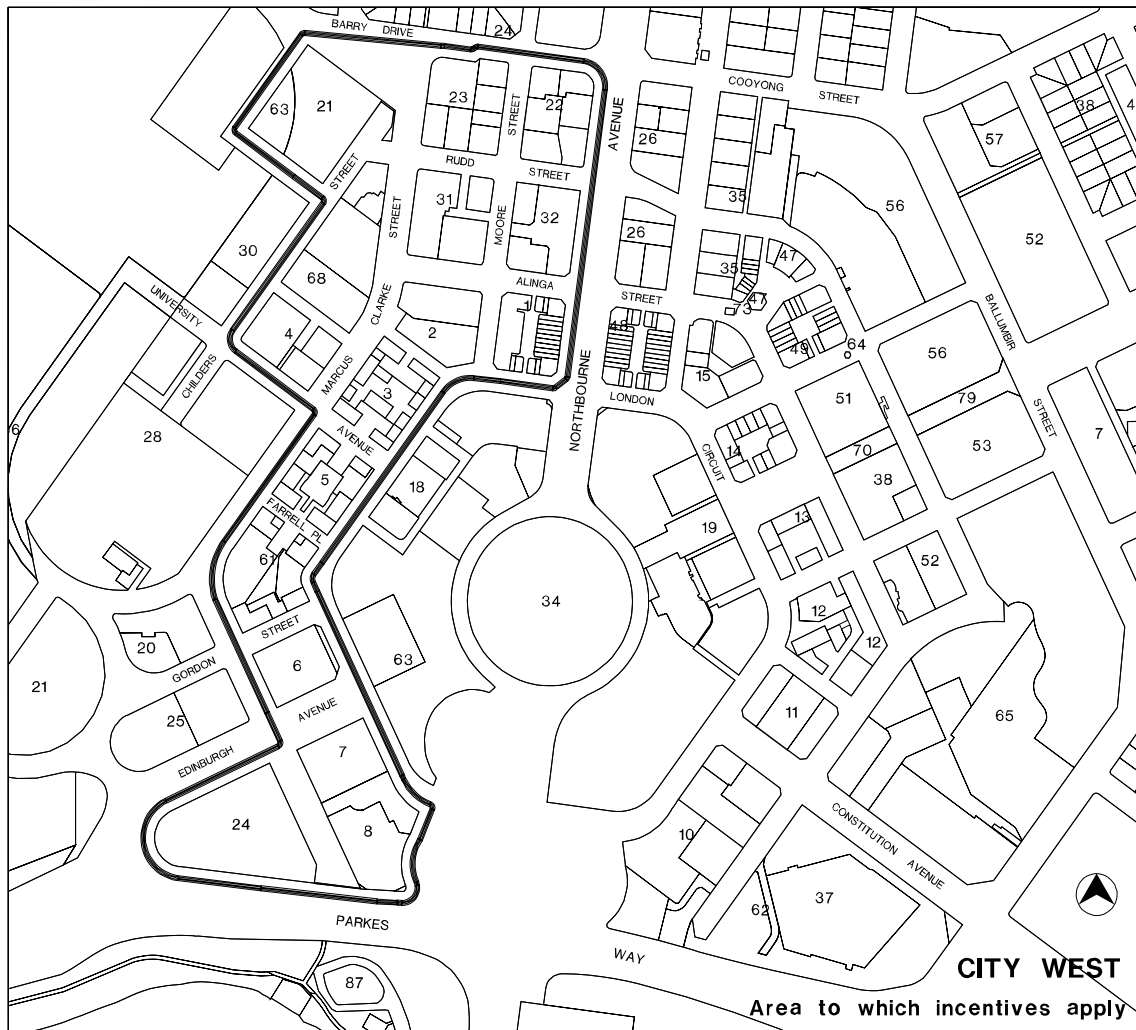 BARRY DRIVE
24
COOYONG
STREET
63
21
23
STREET
22
AVENUE
26
38
4
57
RUDD
STREET
STREET
31
STREET
MOORE
32
35
56
26
52
30
68
ALINGA
35
47
UNIVERSITY
CLARKE
STREET
1
47
73
BALLUMBIR
4
2
48
49
64
56
CHILDERS
MARCUS
NORTHBOURNE
15
3
LONDON
51
79
STREET
6
28
AVENUE
CIRCUIT
14
70
53
7
5
18
38
FARRELL PL
19
13
61
52
34
STREET
12
12
20
GORDON
6
63
21
25
AVENUE
11
65
EDINBURGH
7
24
8
10
CONSTITUTION AVENUE
37
62
PARKES
WAY
87
CITY WEST
Area to which incentives apply